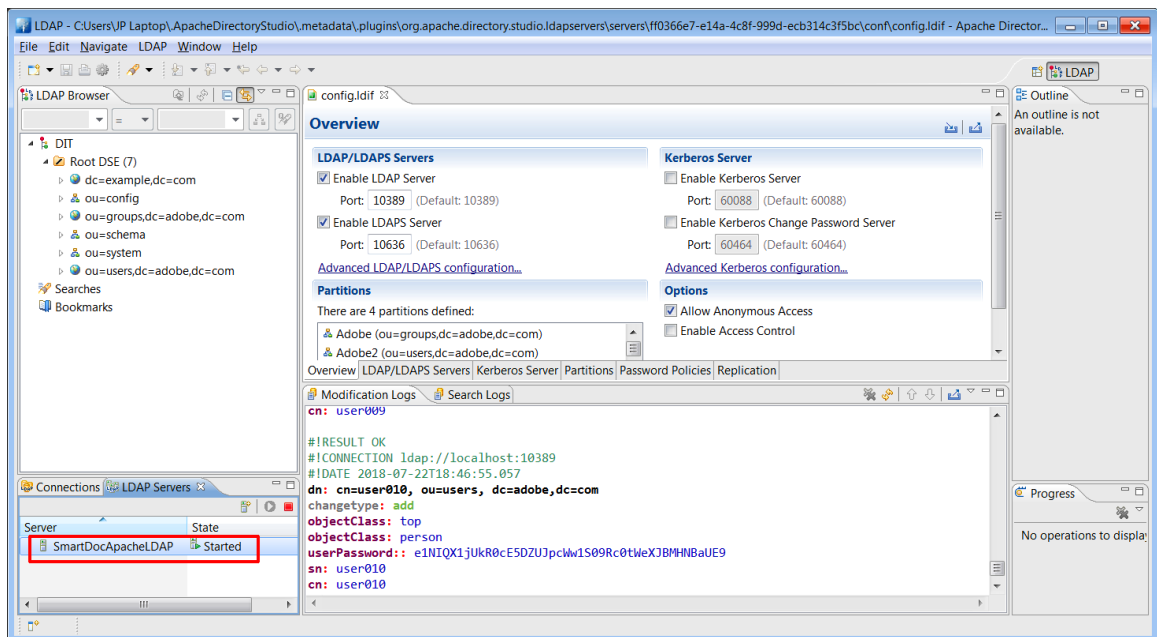 LDAP - C:\Users\JP Laptop\.ApacheDirectoryStudio\.metadata\.plugins\org.apache.directory.studio.ldapservers\servers\ff0366e7-e14a-4c8f-999d-ecb314c3f5bc\conf\config.ldif - Apache Director...
File Edit Navigate LDAP Window Help
LDAP
LDAP Browser
=
DIT
Root DSE (7)
dc=example,dc=com
ou=config
ou=groups,dc=adobe,dc=com
ou=schema
ou=system
ou=users,dc=adobe,dc=com
Searches
Bookmarks
config.ldif
Overview
LDAP/LDAPS Servers
Enable LDAP Server
Port: 10389 (Default: 10389)
Enable LDAPS Server
Port: 10636 (Default: 10636)
Advanced LDAP/LDAPS configuration...
Partitions
There are 4 partitions defined:
Adobe (ou=groups,dc=adobe,dc=com)
Adobe2 (ou=users,dc=adobe,dc=com)
Kerberos Server
Enable Kerberos Server
Port: 60088 (Default: 60088)
Enable Kerberos Change Password Server
Port: 60464 (Default: 60464)
Advanced Kerberos configuration...
Options
Allow Anonymous Access
Enable Access Control
Overview LDAP/LDAPS Servers Kerberos Server Partitions Password Policies Replication
Outline
An outline is not
available.
Modification Logs Search Logs
cn: user009
#!RESULT OK
#!CONNECTION ldap://localhost:10389
#!DATE 2018-07-22T18:46:55.057
dn: cn=user010, ou=users, dc=adobe,dc=com
changetype: add
objectClass: top
objectClass: person
userPassword:: e1NIQX1jUkR0cE5DZUJpcWw1S09Rc0tWeXJBMHNBaUE9
sn: user010
cn: user010
Connections LDAP Servers
Server State
SmartDocApacheLDAP Started
Progress
No operations to display